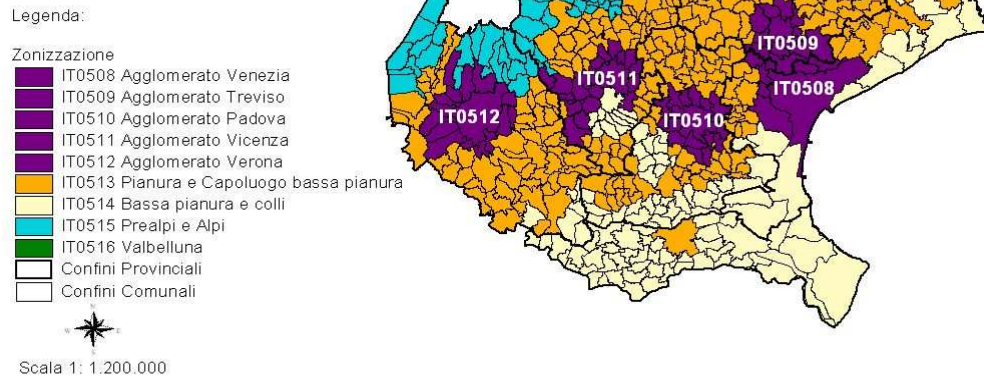 Legenda:
Zonizzazione
IT0508 Agglomerato Venezia
IT0509 Agglomerato Treviso
IT0510 Agglomerato Padova
IT0511 Agglomerato Vicenza
IT0512 Agglomerato Verona
IT0513 Pianura e Capoluogo bassa pianura
IT0514 Bassa pianura e colli
IT0515 Prealpi e Alpi
IT0516 Valbelluna
Confini Provinciali
Confini Comunali
N
W E
S
Scala 1: 1.200.000
IT0509
IT0511
IT0508
IT0512
IT0510